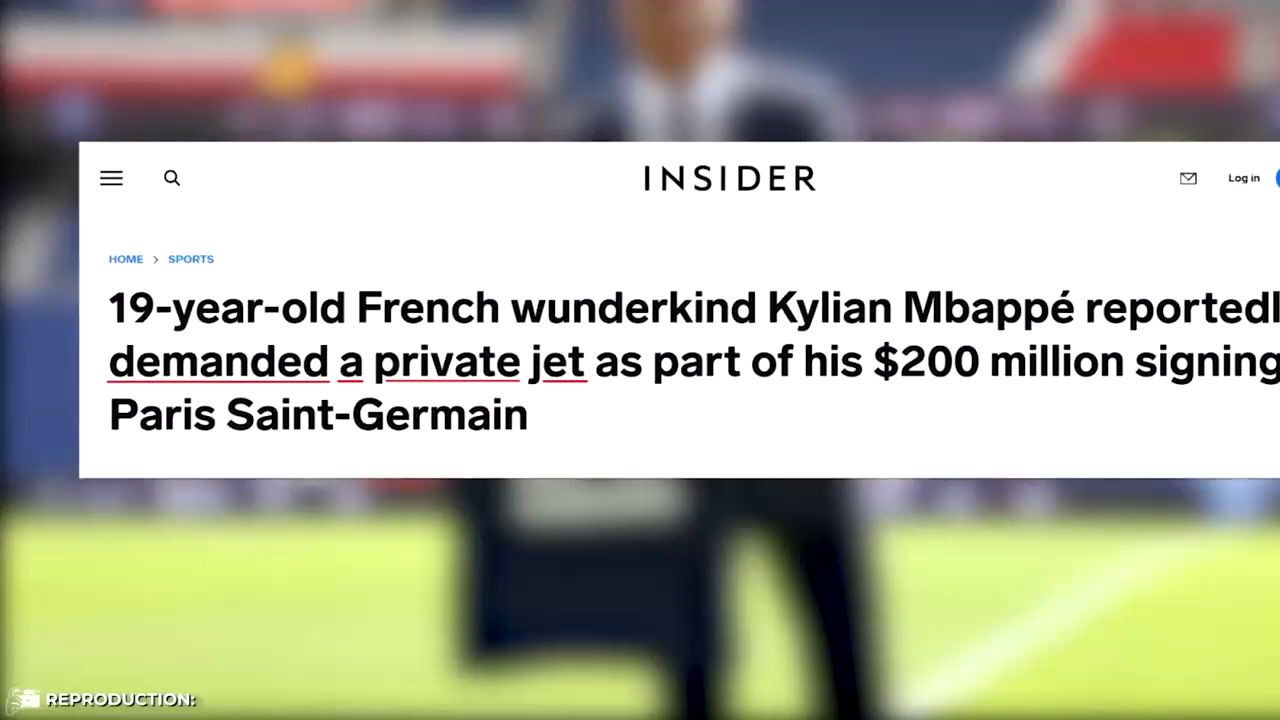 INSIDER
Log in
HOME > SPORTS
19-year-old French wunderkind Kylian Mbappé reportedl
demanded a private jet as part of his $200 million signing
Paris Saint-Germain
REPRODUCTION: